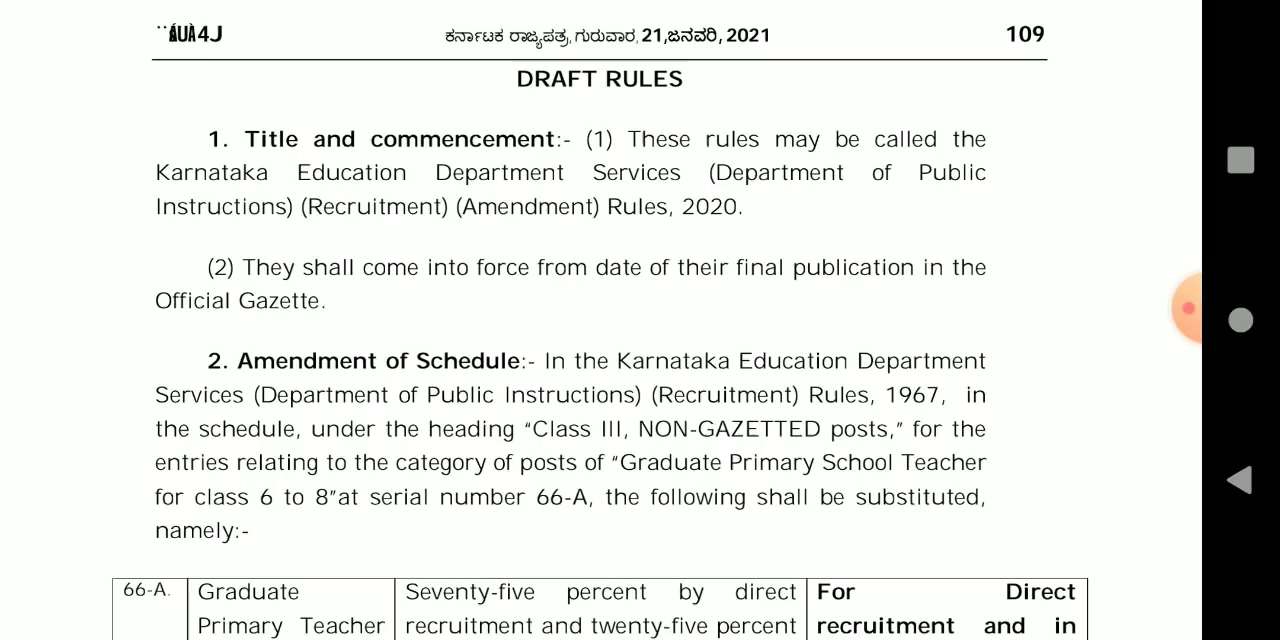 ಕರ್ನಾಟಕ ರಾಜ್ಯಪತ್ರ, ಗುರುವಾರ, 21,ಜನವರಿ, 2021 109
DRAFT RULES
1. Title and commencement:- (1) These rules may be called the
Karnataka Education Department Services (Department of Public
Instructions) (Recruitment) (Amendment) Rules, 2020.
(2) They shall come into force from date of their final publication in the
Official Gazette.
2. Amendment of Schedule:- In the Karnataka Education Department
Services (Department of Public Instructions) (Recruitment) Rules, 1967, in
the schedule, under the heading “Class III, NON-GAZETTED posts,” for the
entries relating to the category of posts of “Graduate Primary School Teacher
for class 6 to 8”at serial number 66-A, the following shall be substituted,
namely:-
66-A. Graduate Seventy-five percent by direct For Direct
Primary Teacher recruitment and twenty-five percent recruitment and in